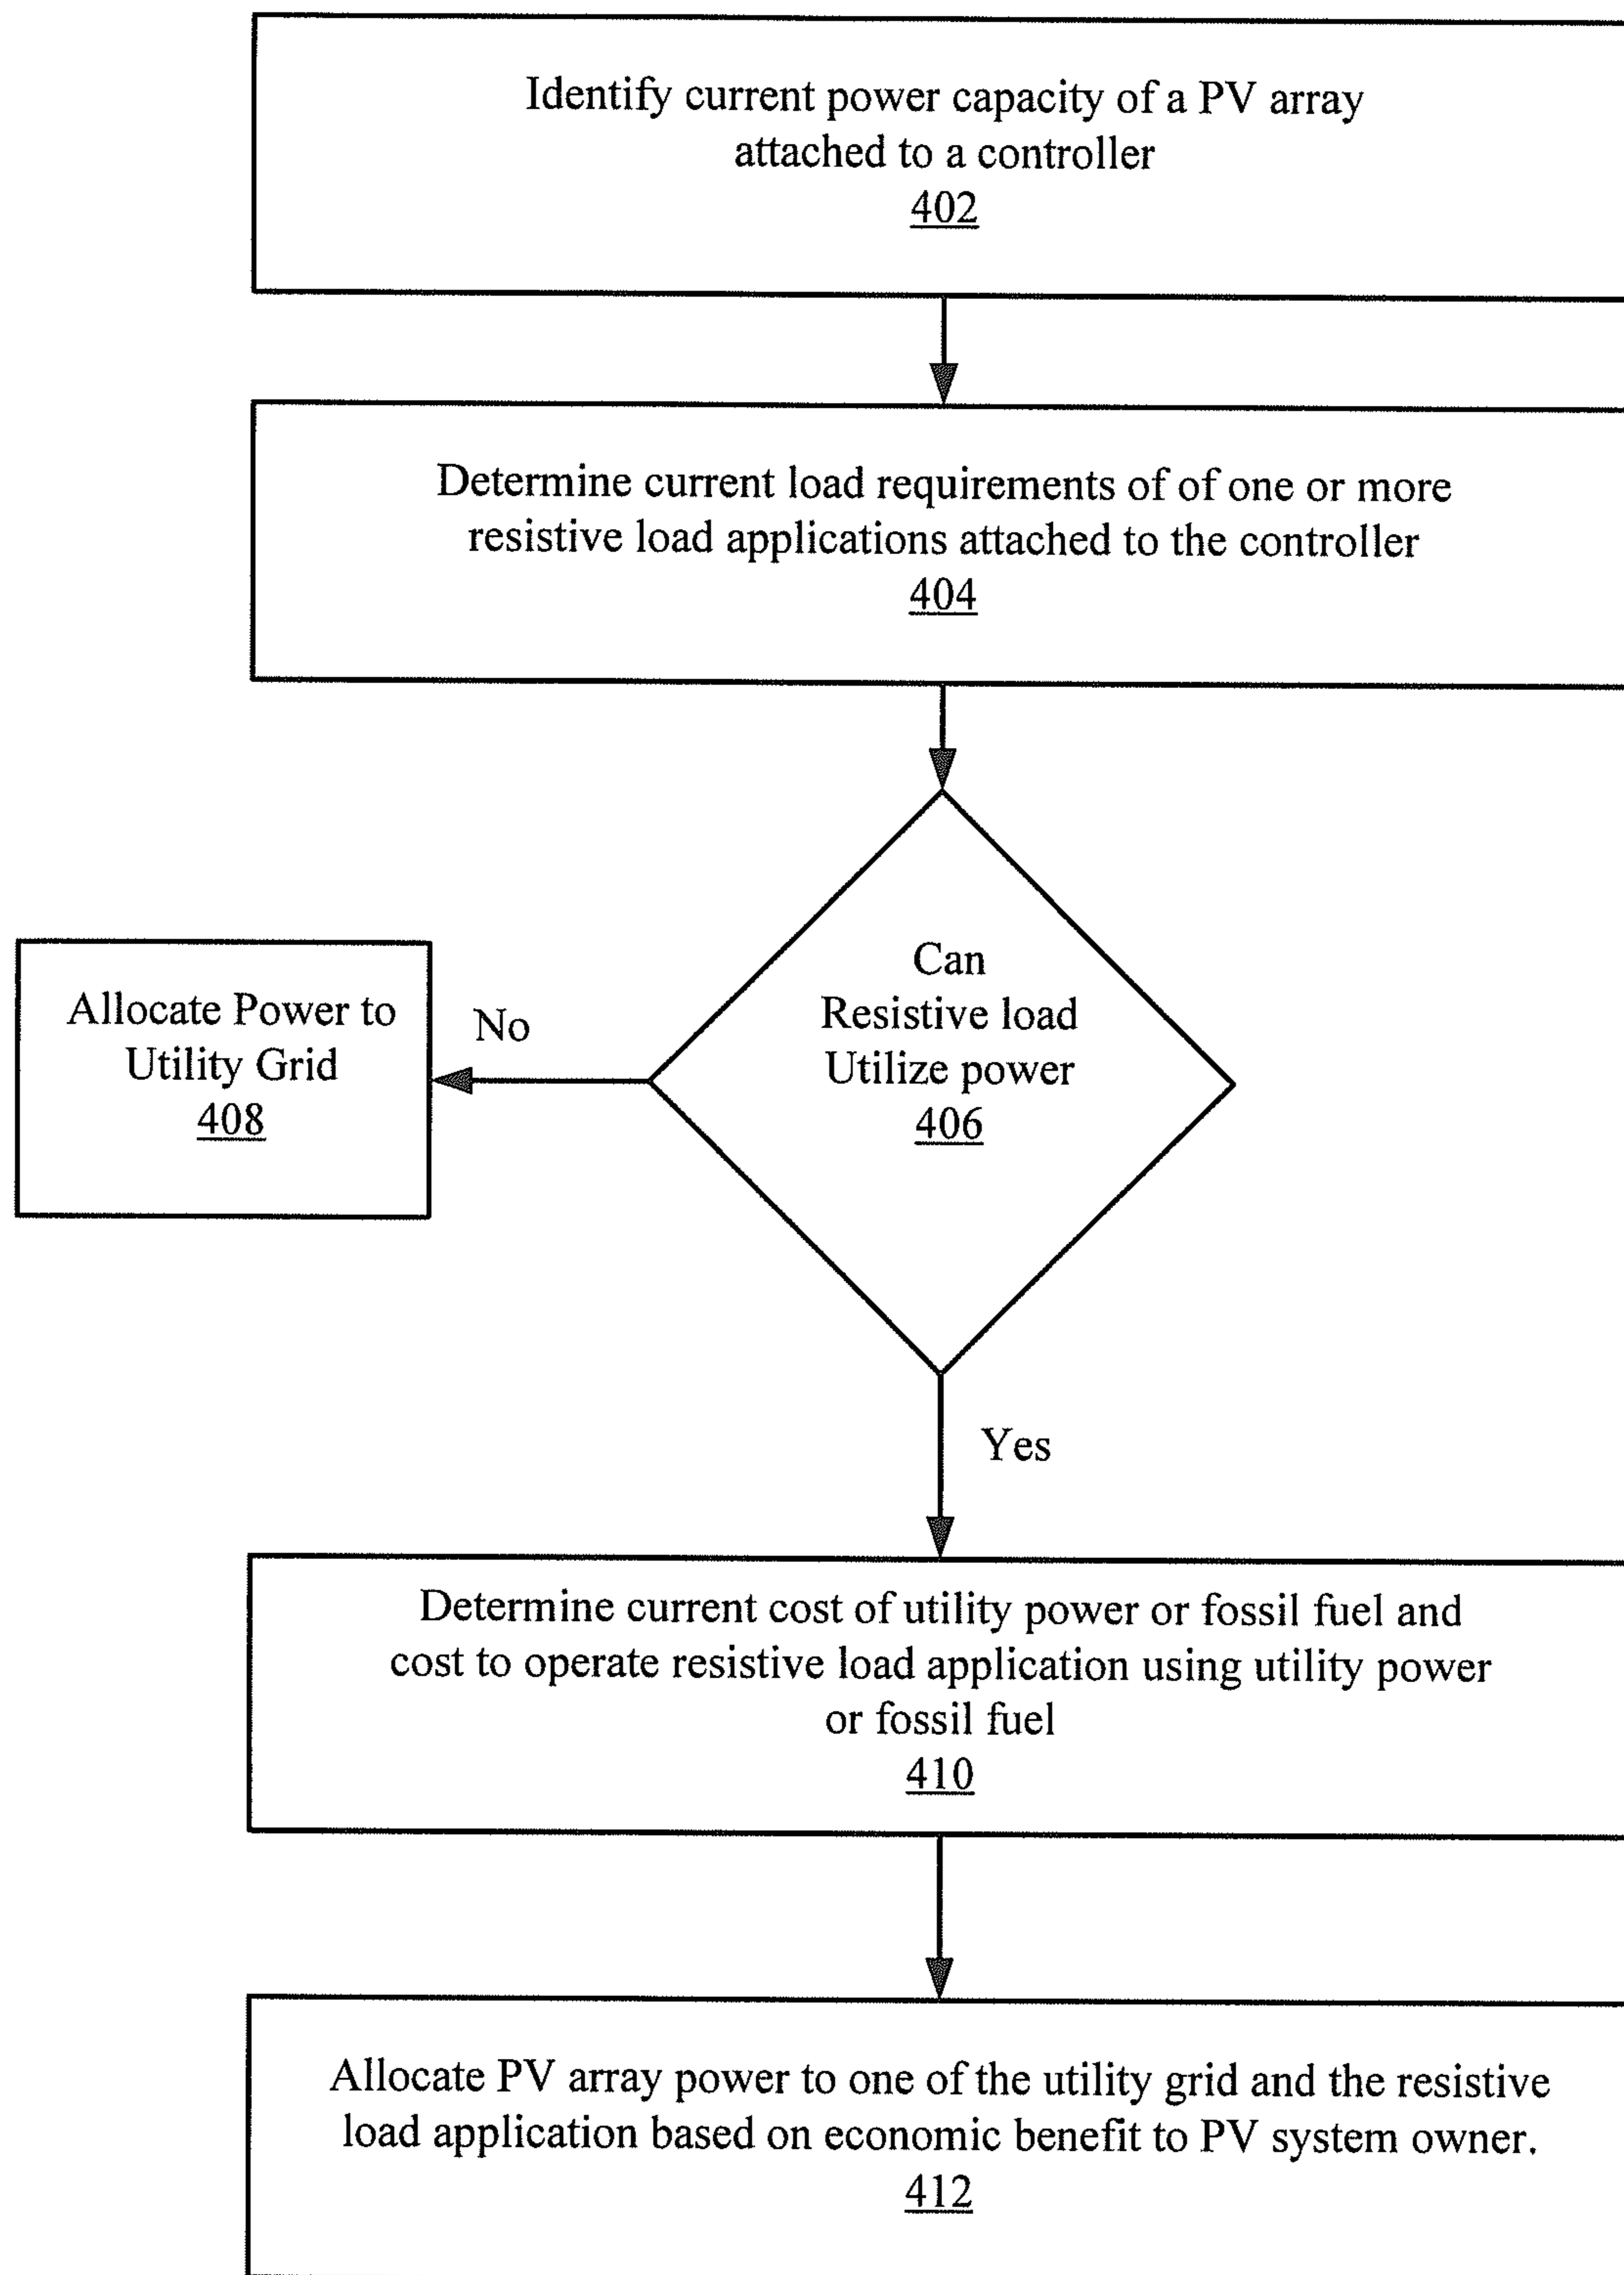 Identify current power capacity of a PV array
attached to a controller
402
Determine current load requirements of of one or more
resistive load applications attached to the controller
404
Can
Resistive load
Utilize power
406
No
Allocate Power to
Utility Grid
408
Yes
Determine current cost of utility power or fossil fuel and
cost to operate resistive load application using utility power
or fossil fuel
410
Allocate PV array power to one of the utility grid and the resistive
load application based on economic benefit to PV system owner.
412